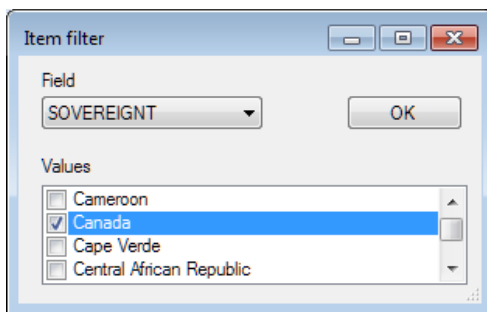 Item filter
Field
SOVEREIGNT
OK
Values
Cameroon
Canada
Cape Verde
Central African Republic